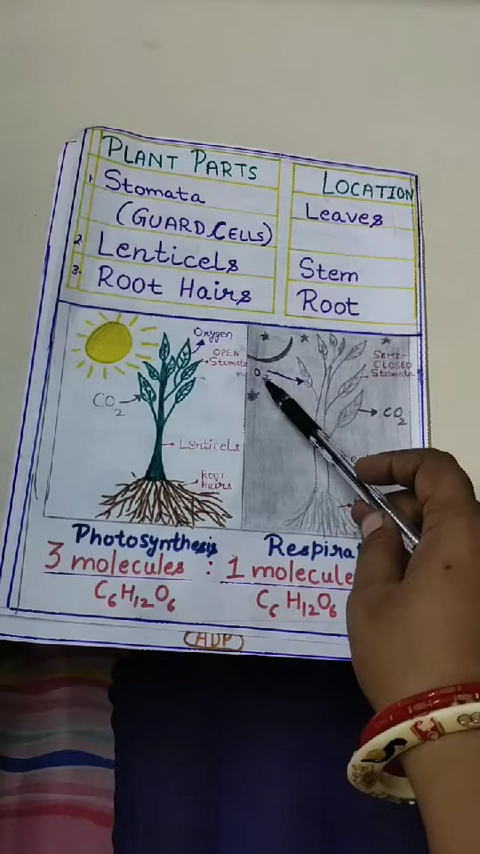 PLANT PARTS
LOCATION
1. Stomata
(GUARD CELLS)
Leaves
2. Lenticels
Stem
3. Root Hairs
Root
Oxygen
OPEN
Stomata
CO2
Lenticels
ROOT
Hairs
O2
SEMI-
CLOSED
Stomata
CO2
Photosynthesis
Respirat
3 molecules : 1 molecule
C6H12O6
C6H12O6
(ADP)